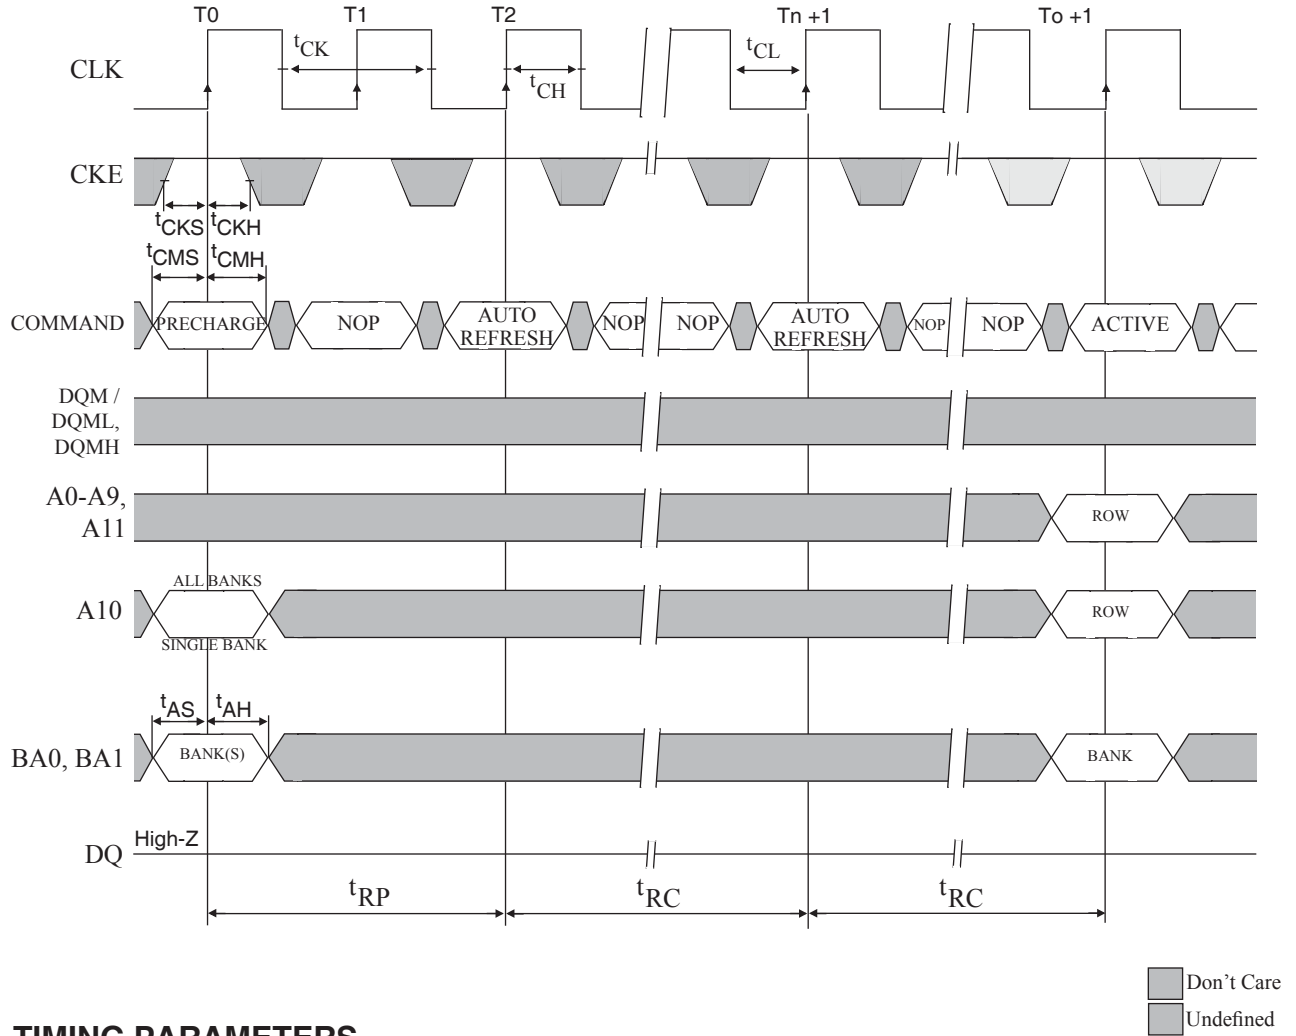 T0 T1 T2 Tn +1 To +1
CLK tCK tCH tCL
CKE
tCKS tCKH
tCMS tCMH
COMMAND PRECHARGE NOP AUTO REFRESH NOP NOP AUTO REFRESH NOP NOP ACTIVE
DQM /
DQML,
DQMH
A0-A9,
A11 ROW
ALL BANKS
A10 ROW
SINGLE BANK
tAS tAH
BA0, BA1 BANK(S) BANK
High-Z
DQ
tRP tRC tRC
Don't Care
Undefined
TIMING PARAMETERS